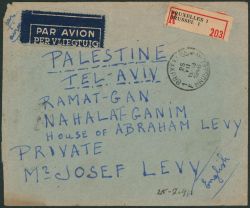 PAR AVION
PER VLIEGTUIG
BRUXELLES 1
BRUSSEL 1
R
203
PALESTINE
TEL-AVIV
RAMAT-GAN
NAHALAT-GANIM
House of ABRAHAM LEVY
PRIVATE
Mr JOSEF LEVY
English